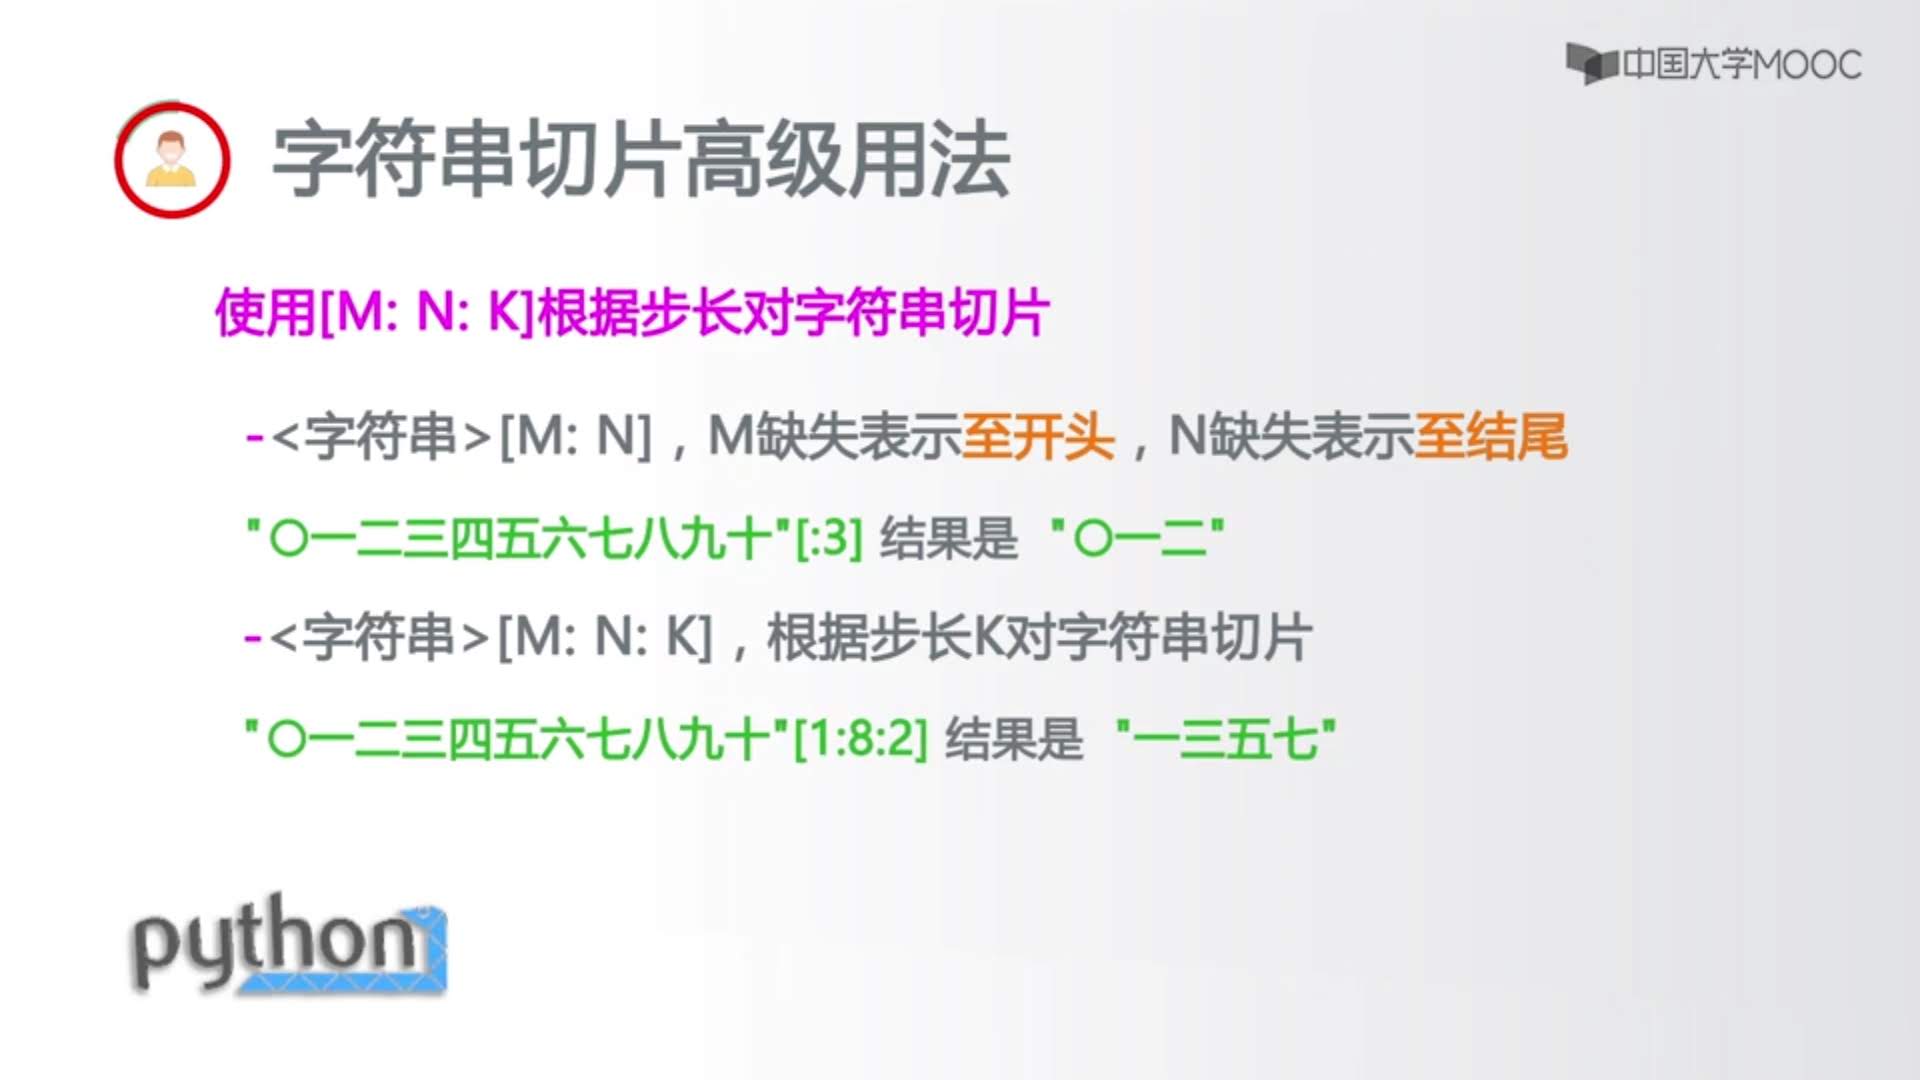 中国大学MOOC
字符串切片高级用法
使用[M: N: K]根据步长对字符串切片
-<字符串>[M: N]，M缺失表示至开头，N缺失表示至结尾
"〇一二三四五六七八九十"[:3] 结果是 "〇一二"
-<字符串>[M: N: K]，根据步长K对字符串切片
"〇一二三四五六七八九十"[1:8:2] 结果是 "一三五七"
python